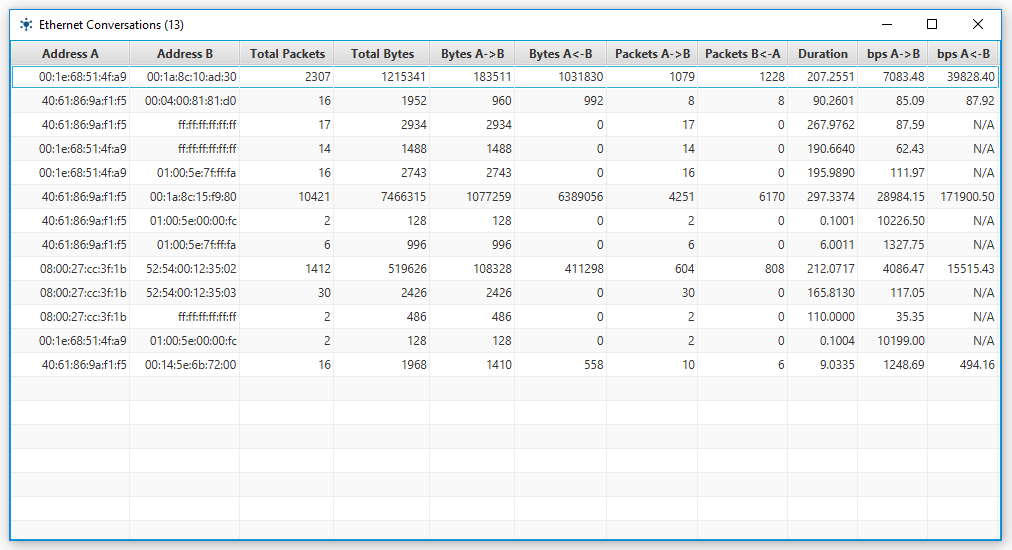 Ethernet Conversations (13)
Address A Address B Total Packets Total Bytes Bytes A->B Bytes A<-B Packets A->B Packets B<-A Duration bps A->B bps A<-B
00:1e:68:51:4f:a9 00:1a:8c:10:ad:30 2307 1215341 183511 1031830 1079 1228 207.2551 7083.48 39828.40
40:61:86:9a:f1:f5 00:04:00:81:81:d0 16 1952 960 992 8 8 90.2601 85.09 87.92
40:61:86:9a:f1:f5 ff:ff:ff:ff:ff:ff 17 2934 2934 0 17 0 267.9762 87.59 N/A
00:1e:68:51:4f:a9 ff:ff:ff:ff:ff:ff 14 1488 1488 0 14 0 190.6640 62.43 N/A
00:1e:68:51:4f:a9 01:00:5e:7f:ff:fa 16 2743 2743 0 16 0 195.9890 111.97 N/A
40:61:86:9a:f1:f5 00:1a:8c:15:f9:80 10421 7466315 1077259 6389056 4251 6170 297.3374 28984.15 171900.50
40:61:86:9a:f1:f5 01:00:5e:00:00:fc 2 128 128 0 2 0 0.1001 10226.50 N/A
40:61:86:9a:f1:f5 01:00:5e:7f:ff:fa 6 996 996 0 6 0 6.0011 1327.75 N/A
08:00:27:cc:3f:1b 52:54:00:12:35:02 1412 519626 108328 411298 604 808 212.0717 4086.47 15515.43
08:00:27:cc:3f:1b 52:54:00:12:35:03 30 2426 2426 0 30 0 165.8130 117.05 N/A
08:00:27:cc:3f:1b ff:ff:ff:ff:ff:ff 2 486 486 0 2 0 110.0000 35.35 N/A
00:1e:68:51:4f:a9 01:00:5e:00:00:fc 2 128 128 0 2 0 0.1004 10199.00 N/A
40:61:86:9a:f1:f5 00:14:5e:6b:72:00 16 1968 1410 558 10 6 9.0335 1248.69 494.16